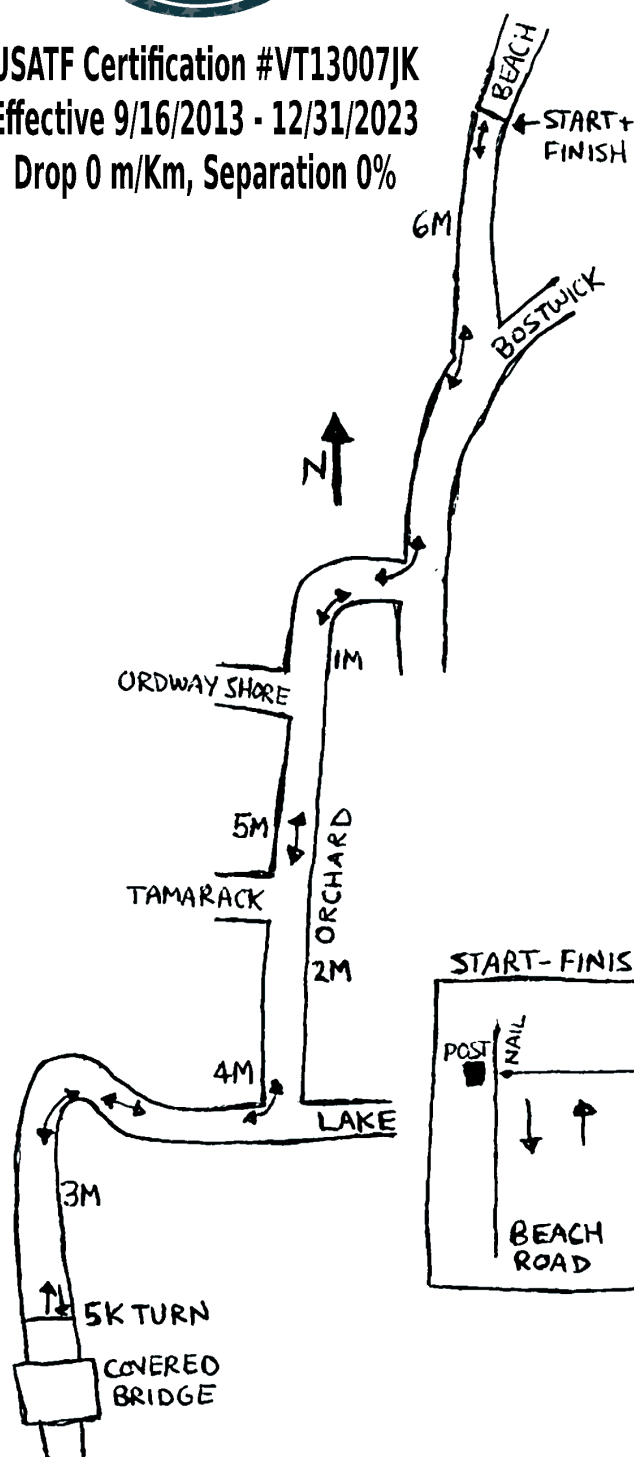 USATF Certification #VT13007JK
Effective 9/16/2013 - 12/31/2023
Drop 0 m/Km, Separation 0%
BEACH
START+
FINISH
6M
BOSTWICK
N
1M
ORDWAY SHORE
5M
ORCHARD
TAMARACK
2M
START-FINIS
POST
NAIL
4M
LAKE
3M
BEACH
ROAD
5K TURN
COVERED
BRIDGE